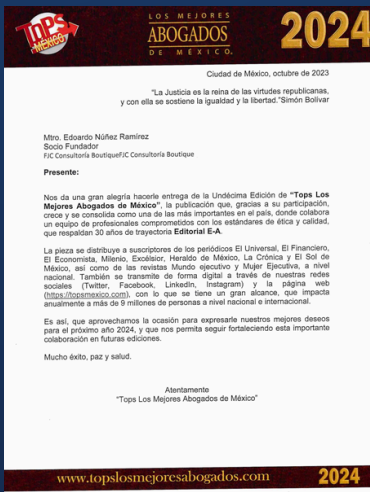 TOPS
MÉXICO
LOS MEJORES
ABOGADOS
DE MÉXICO.
2024
Ciudad de México, octubre de 2023
"La Justicia es la reina de las virtudes republicanas,
y con ella se sostiene la igualdad y la libertad."Simón Bolívar
Mtro. Edoardo Núñez Ramírez
Socio Fundador
FJC Consultoría BoutiqueFJC Consultoría Boutique
Presente:
Nos da una gran alegría hacerle entrega de la Undécima Edición de "Tops Los
Mejores Abogados de México", la publicación que, gracias a su participación,
crece y se consolida como una de las más importantes en el país, donde colabora
un equipo de profesionales comprometidos con los estándares de ética y calidad,
que respaldan 30 años de trayectoria Editorial E-A.
La pieza se distribuye a suscriptores de los periódicos El Universal, El Financiero,
El Economista, Milenio, Excélsior, Heraldo de México, La Crónica y El Sol de
México, así como de las revistas Mundo ejecutivo y Mujer Ejecutiva, a nivel
nacional. También se transmite de forma digital a través de nuestras redes
sociales (Twitter, Facebook, LinkedIn, Instagram) y la página web
(https://topsmexico.com), con lo que se tiene un gran alcance, que impacta
anualmente a más de 9 millones de personas a nivel nacional e internacional.
Es así, que aprovechamos la ocasión para expresarle nuestros mejores deseos
para el próximo año 2024, y que nos permita seguir fortaleciendo esta importante
colaboración en futuras ediciones.
Mucho éxito, paz y salud.
Atentamente
"Tops Los Mejores Abogados de México"
www.topslosmejoresabogados.com
2024